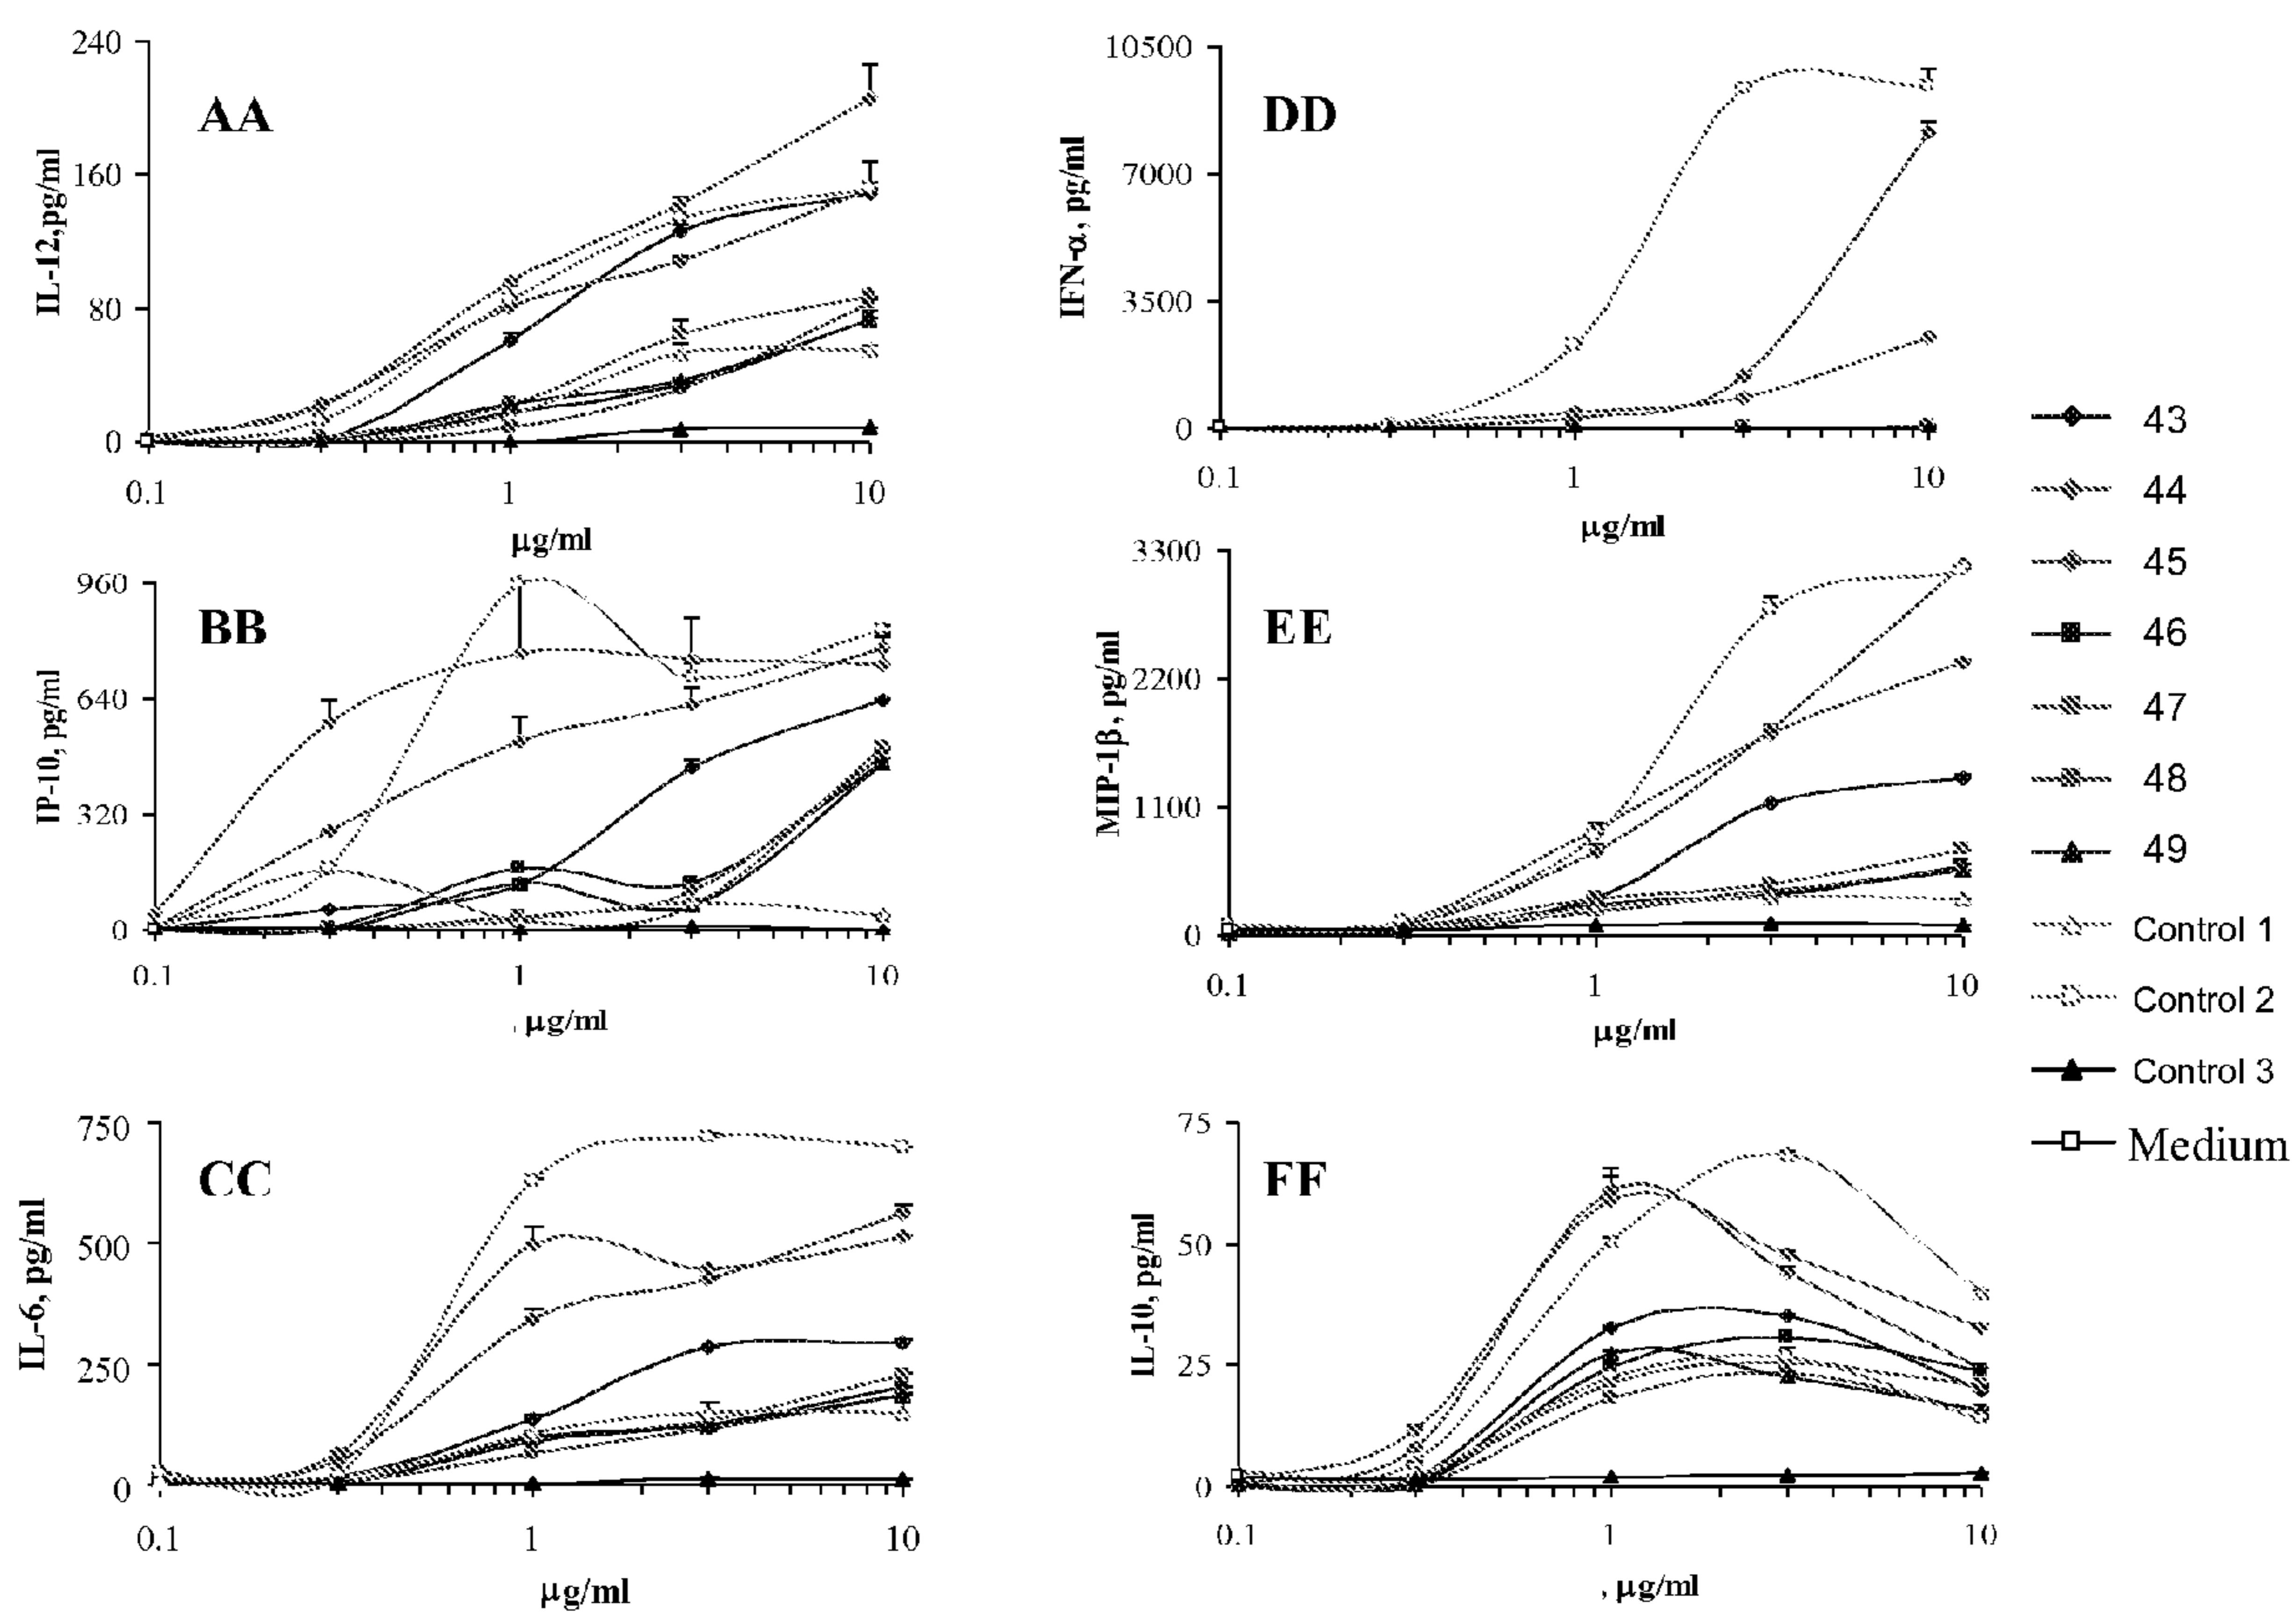 AA
IL-12,pg/ml
240
160
80
0
0.1 1 10
μg/ml
DD
IFN-α, pg/ml
10500
7000
3500
0
0.1 1 10
μg/ml
BB
IP-10, pg/ml
960
640
320
0
0.1 1 10
, μg/ml
EE
MIP-1β, pg/ml
3300
2200
1100
0
0.1 1 10
μg/ml
CC
IL-6, pg/ml
750
500
250
0
0.1 1 10
μg/ml
FF
IL-10, pg/ml
75
50
25
0
0.1 1 10
, μg/ml
43
44
45
46
47
48
49
Control 1
Control 2
Control 3
Medium